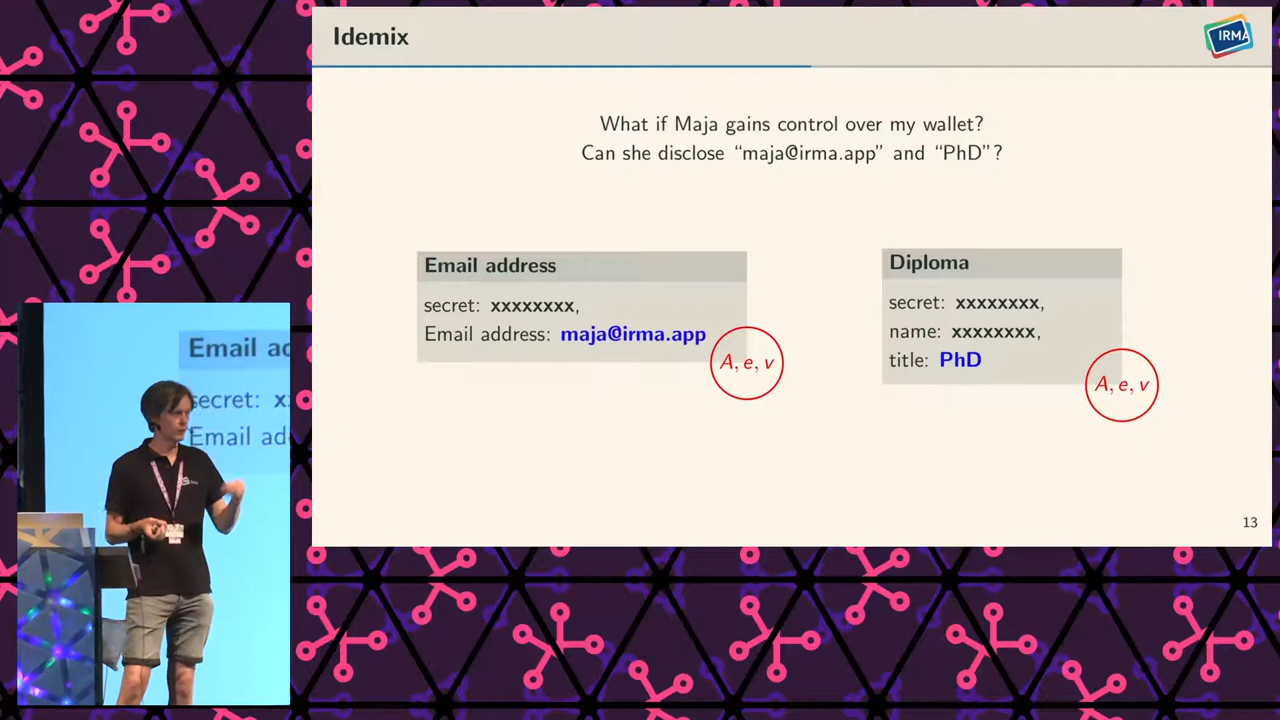 Idemix
IRMA
What if Maja gains control over my wallet?
Can she disclose “maja@irma.app” and “PhD”?
Email address
secret: xxxxxxxx,
Email address: maja@irma.app
A, e, v
Diploma
secret: xxxxxxxx,
name: xxxxxxxx,
title: PhD
A, e, v
13
Email ad
secret: x
Email ad